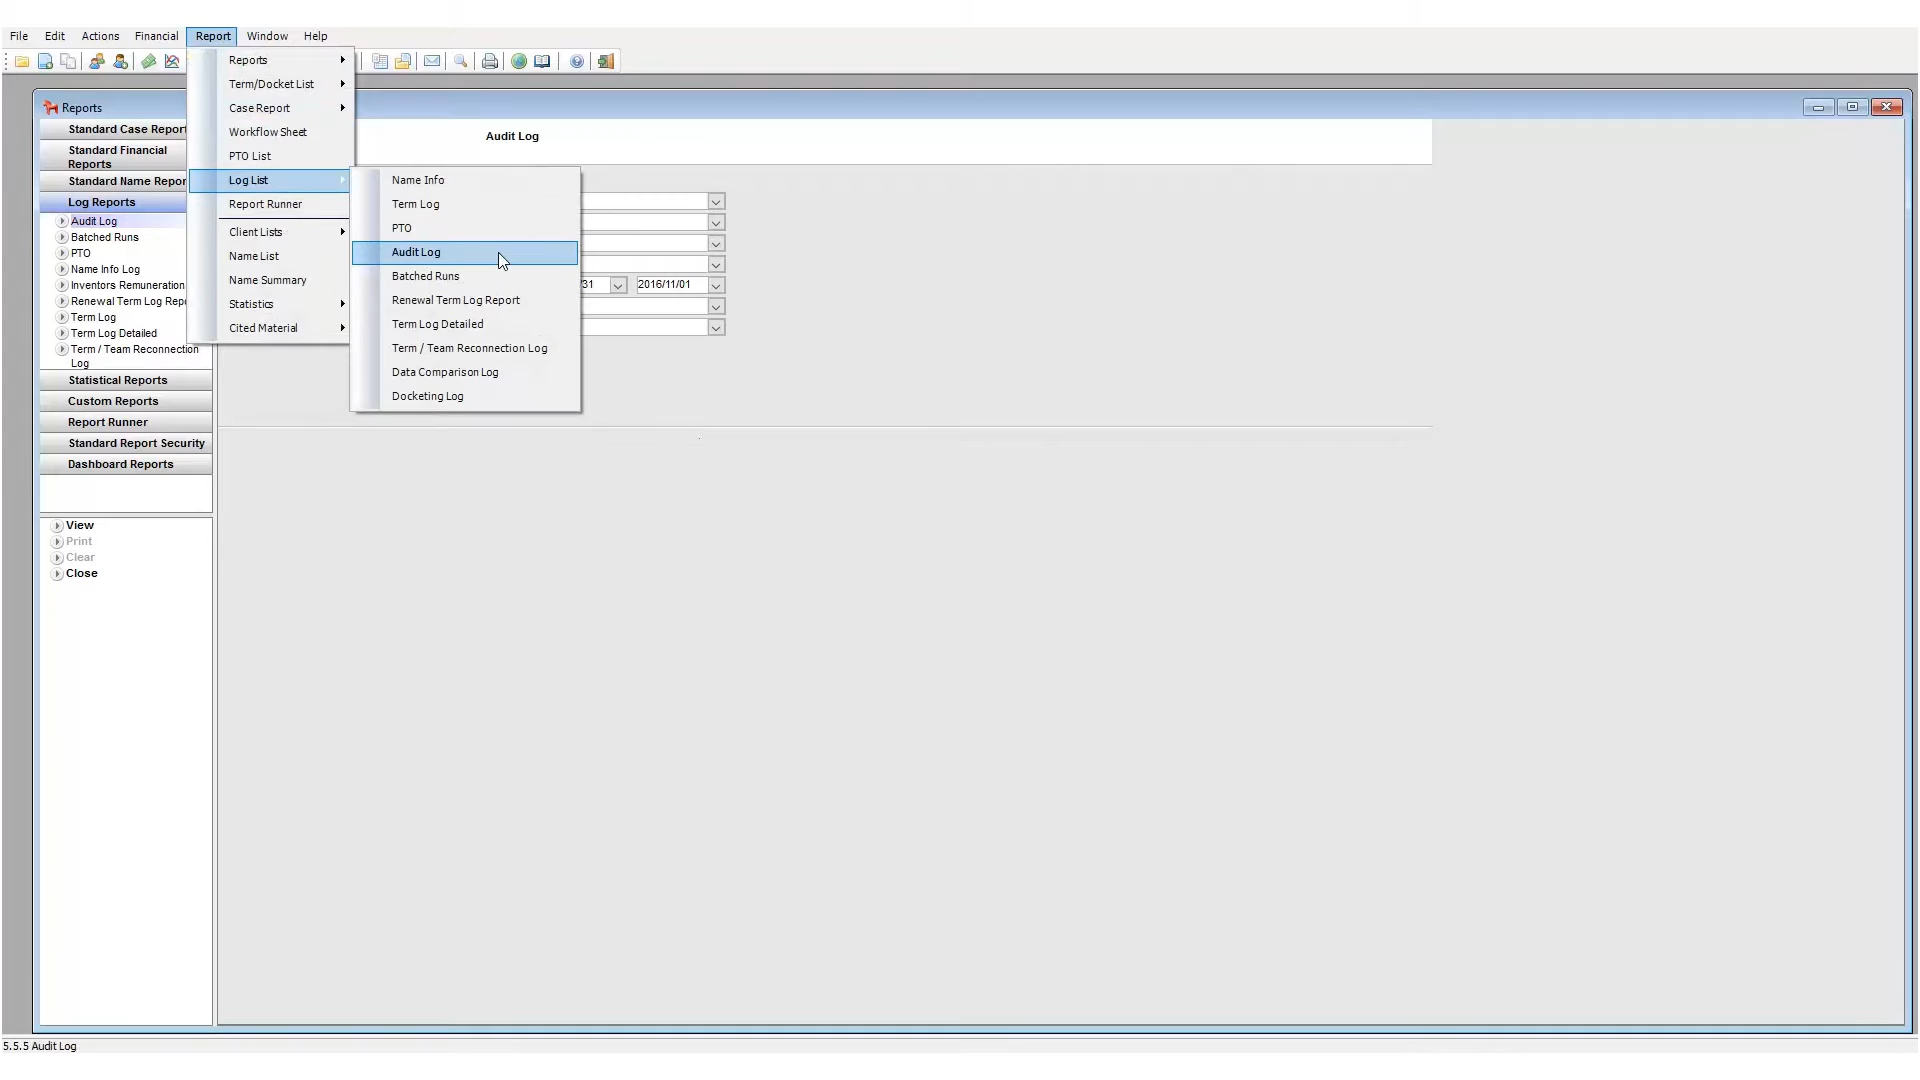 File Edit Actions Financial Report Window Help
Reports
Term/Docket List
Case Report
Workflow Sheet
PTO List
Log List
Report Runner
Client Lists
Name List
Name Summary
Statistics
Cited Material
Name Info
Term Log
PTO
Audit Log
Batched Runs
Renewal Term Log Report
Term Log Detailed
Term / Team Reconnection Log
Data Comparison Log
Docketing Log
Reports
Standard Case Report
Standard Financial
Reports
Standard Name Repor
Log Reports
Audit Log
Batched Runs
PTO
Name Info Log
Inventors Remuneration
Renewal Term Log Repo
Term Log
Term Log Detailed
Term / Team Reconnection
Log
Statistical Reports
Custom Reports
Report Runner
Standard Report Security
Dashboard Reports
View
Print
Clear
Close
Audit Log
31 2016/11/01
5.5.5 Audit Log